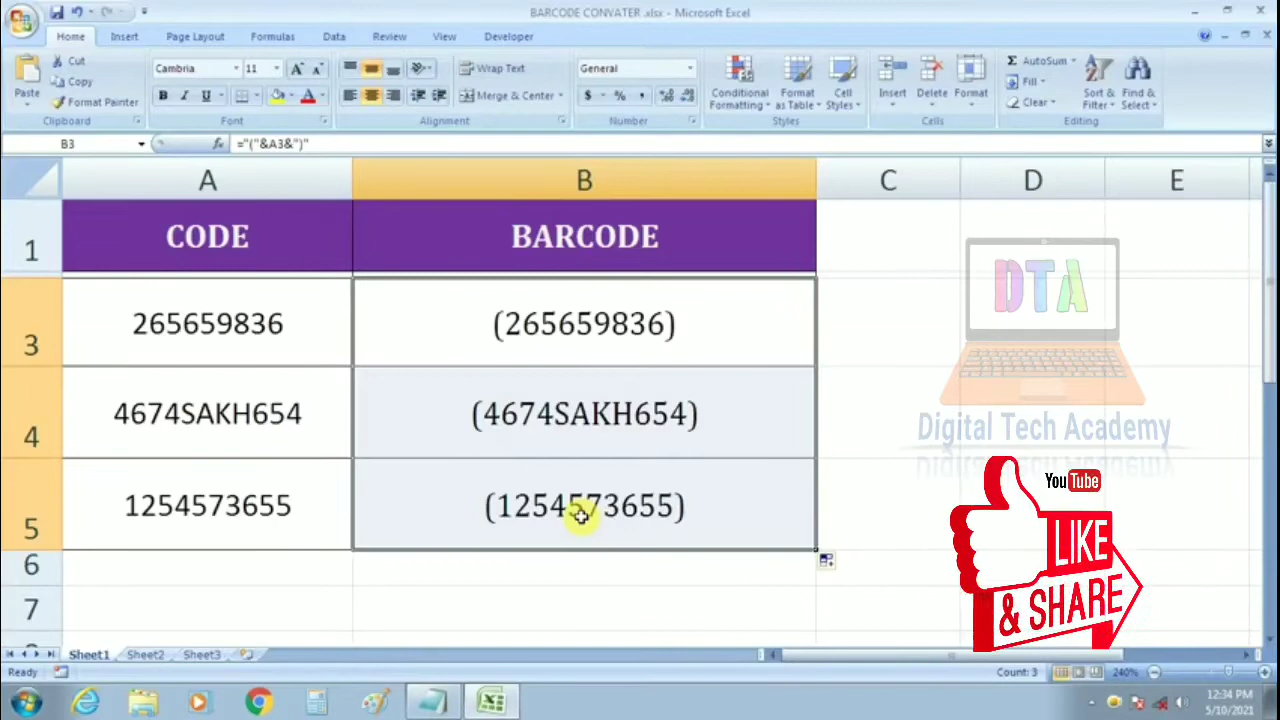 BARCODE CONVATER .xlsx - Microsoft Excel
Home Insert Page Layout Formulas Data Review View Developer
Paste Cut Copy Format Painter Clipboard
Cambria 11 B I U Font
Wrap Text Merge & Center Alignment
General $ % , Number
Conditional Formatting Format as Table Cell Styles Styles
Insert Delete Format Cells
Σ AutoSum Fill Clear Sort & Filter Find & Select Editing
B3 fx ="("&A3&")"
A B C D E
1 CODE BARCODE
3 265659836 (265659836)
4 4674SAKH654 (4674SAKH654)
5 1254573655 (1254573655)
6
7
DTA
Digital Tech Academy
YouTube
LIKE
& SHARE
Sheet1 Sheet2 Sheet3
Ready Count: 3 240%
12:34 PM
5/10/2021